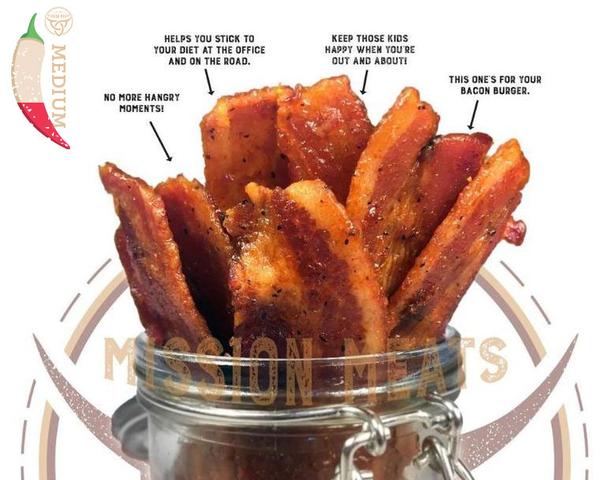 MEDIUM
HELPS YOU STICK TO
YOUR DIET AT THE OFFICE
AND ON THE ROAD.
KEEP THOSE KIDS
HAPPY WHEN YOU'RE
OUT AND ABOUT!
THIS ONE'S FOR YOUR
BACON BURGER.
NO MORE HANGRY
MOMENTS!
MISSION MEATS